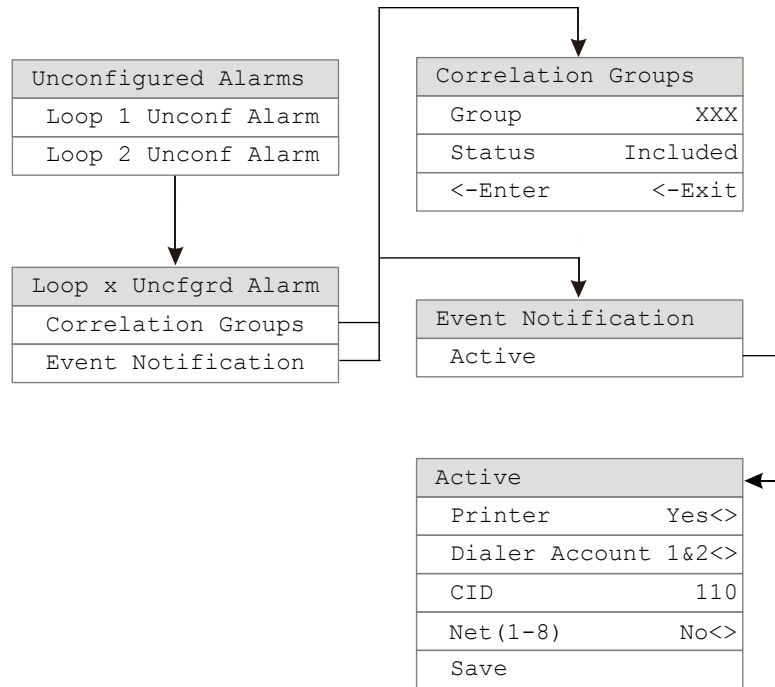 Unconfigured Alarms
Loop 1 Unconf Alarm
Loop 2 Unconf Alarm
Loop x Uncfgrd Alarm
Correlation Groups
Event Notification
Correlation Groups
Group XXX
Status Included
<-Enter <-Exit
Event Notification
Active
Active
Printer Yes<>
Dialer Account 1&2<>
CID 110
Net(1-8) No<>
Save